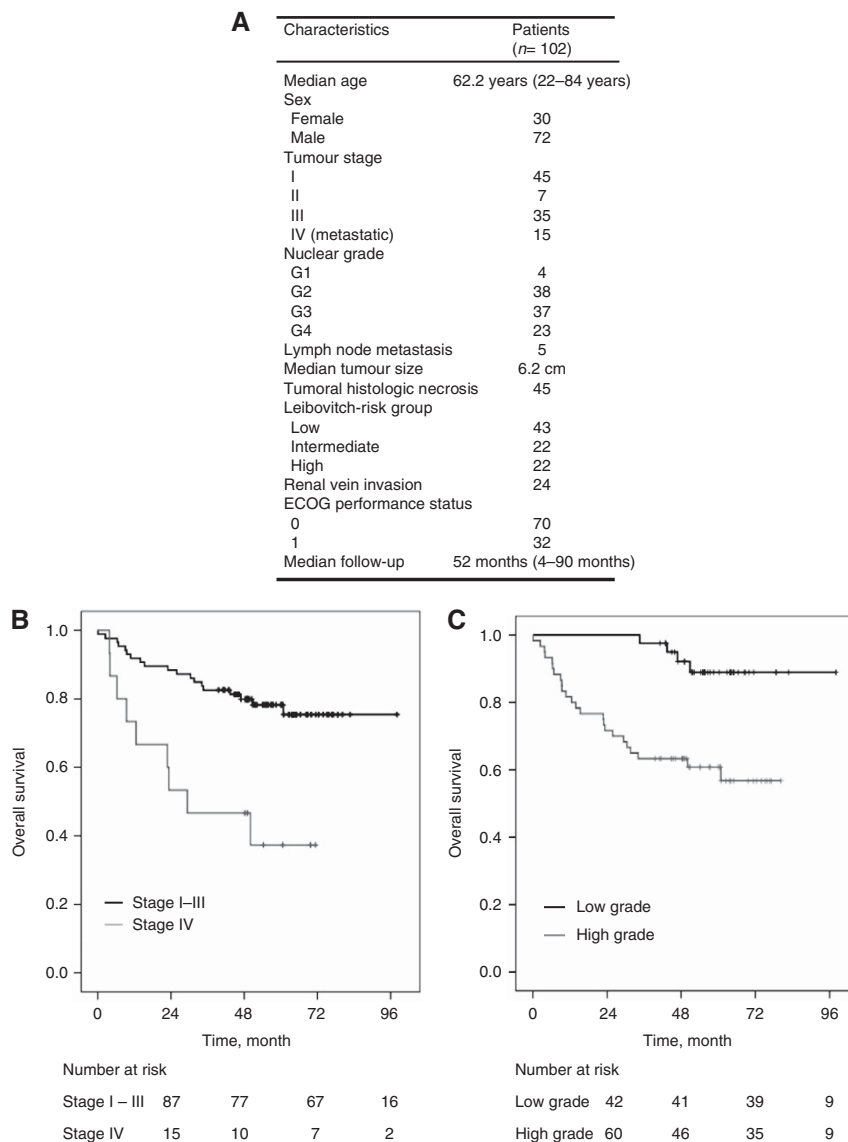 A
Characteristics Patients
(n= 102)
Median age 62.2 years (22–84 years)
Sex
Female 30
Male 72
Tumour stage
I 45
II 7
III 35
IV (metastatic) 15
Nuclear grade
G1 4
G2 38
G3 37
G4 23
Lymph node metastasis 5
Median tumour size 6.2 cm
Tumoral histologic necrosis 45
Leibovitch-risk group
Low 43
Intermediate 22
High 22
Renal vein invasion 24
ECOG performance status
0 70
1 32
Median follow-up 52 months (4–90 months)
B
Overall survival
1.0
0.8
0.6
0.4
0.2
0.0
Stage I–III
Stage IV
0 24 48 72 96
Time, month
Number at risk
Stage I – III 87 77 67 16
Stage IV 15 10 7 2
C
Overall survival
1.0
0.8
0.6
0.4
0.2
0.0
Low grade
High grade
0 24 48 72 96
Time, month
Number at risk
Low grade 42 41 39 9
High grade 60 46 35 9